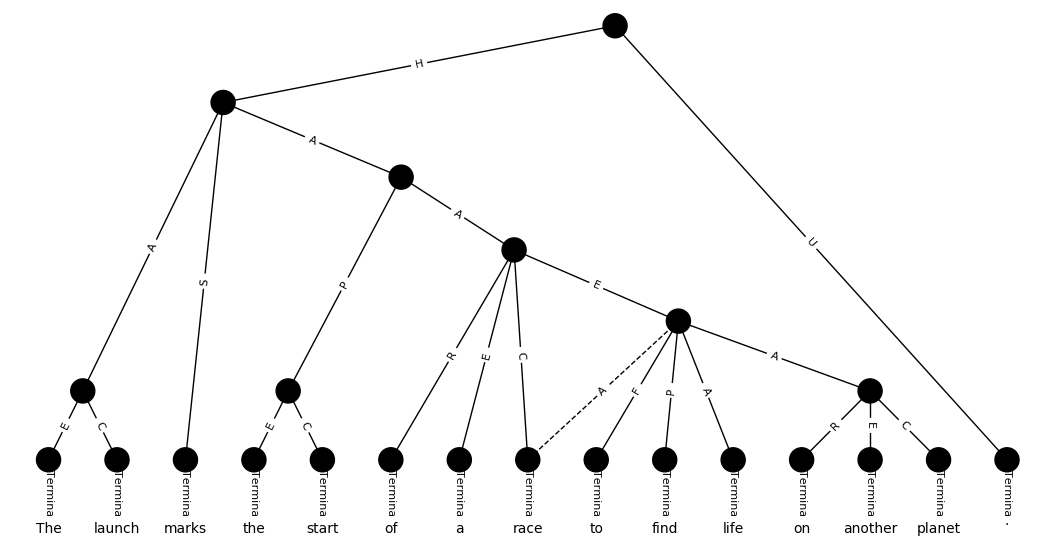 H
A
A
U
A
S
P
E
R
E
C
A
E
C
E
C
A
F
P
A
R
E
C
Termina Termina Termina Termina Termina Termina Termina Termina Termina Termina Termina Termina Termina Termina Termina
The launch marks the start of a race to find life on another planet .